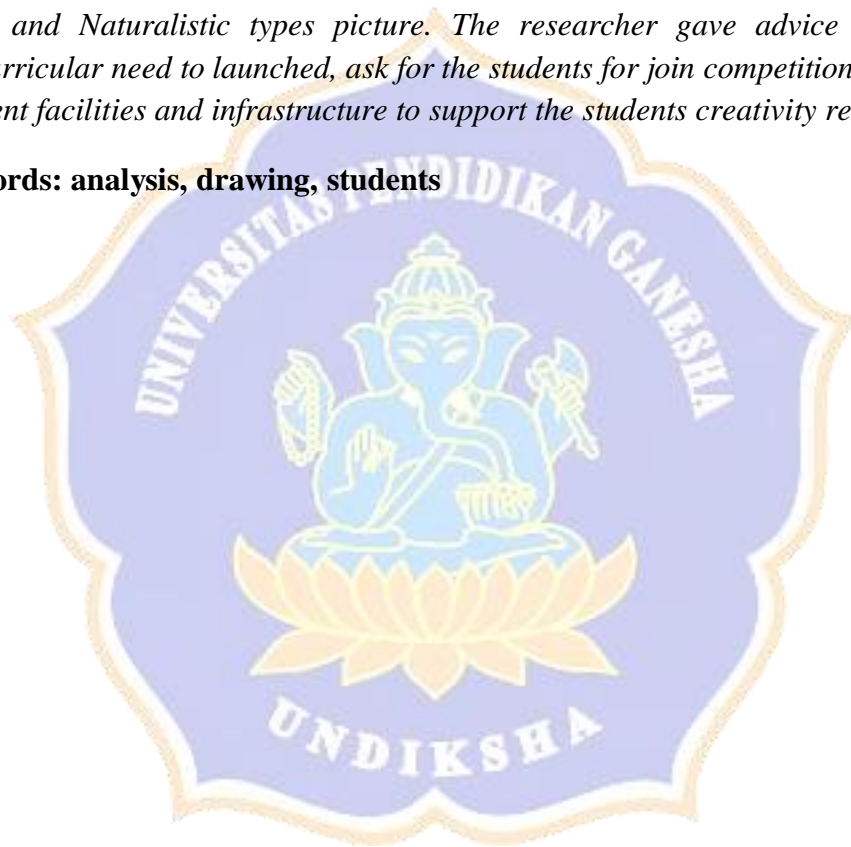 and Naturalistic types picture. The researcher gave advice
rricular need to launched, ask for the students for join competition
ent facilities and infrastructure to support the students creativity re
ords: analysis, drawing, students
UNIVERSITAS PENDIDIKAN GANESHA
UNDIKSHA